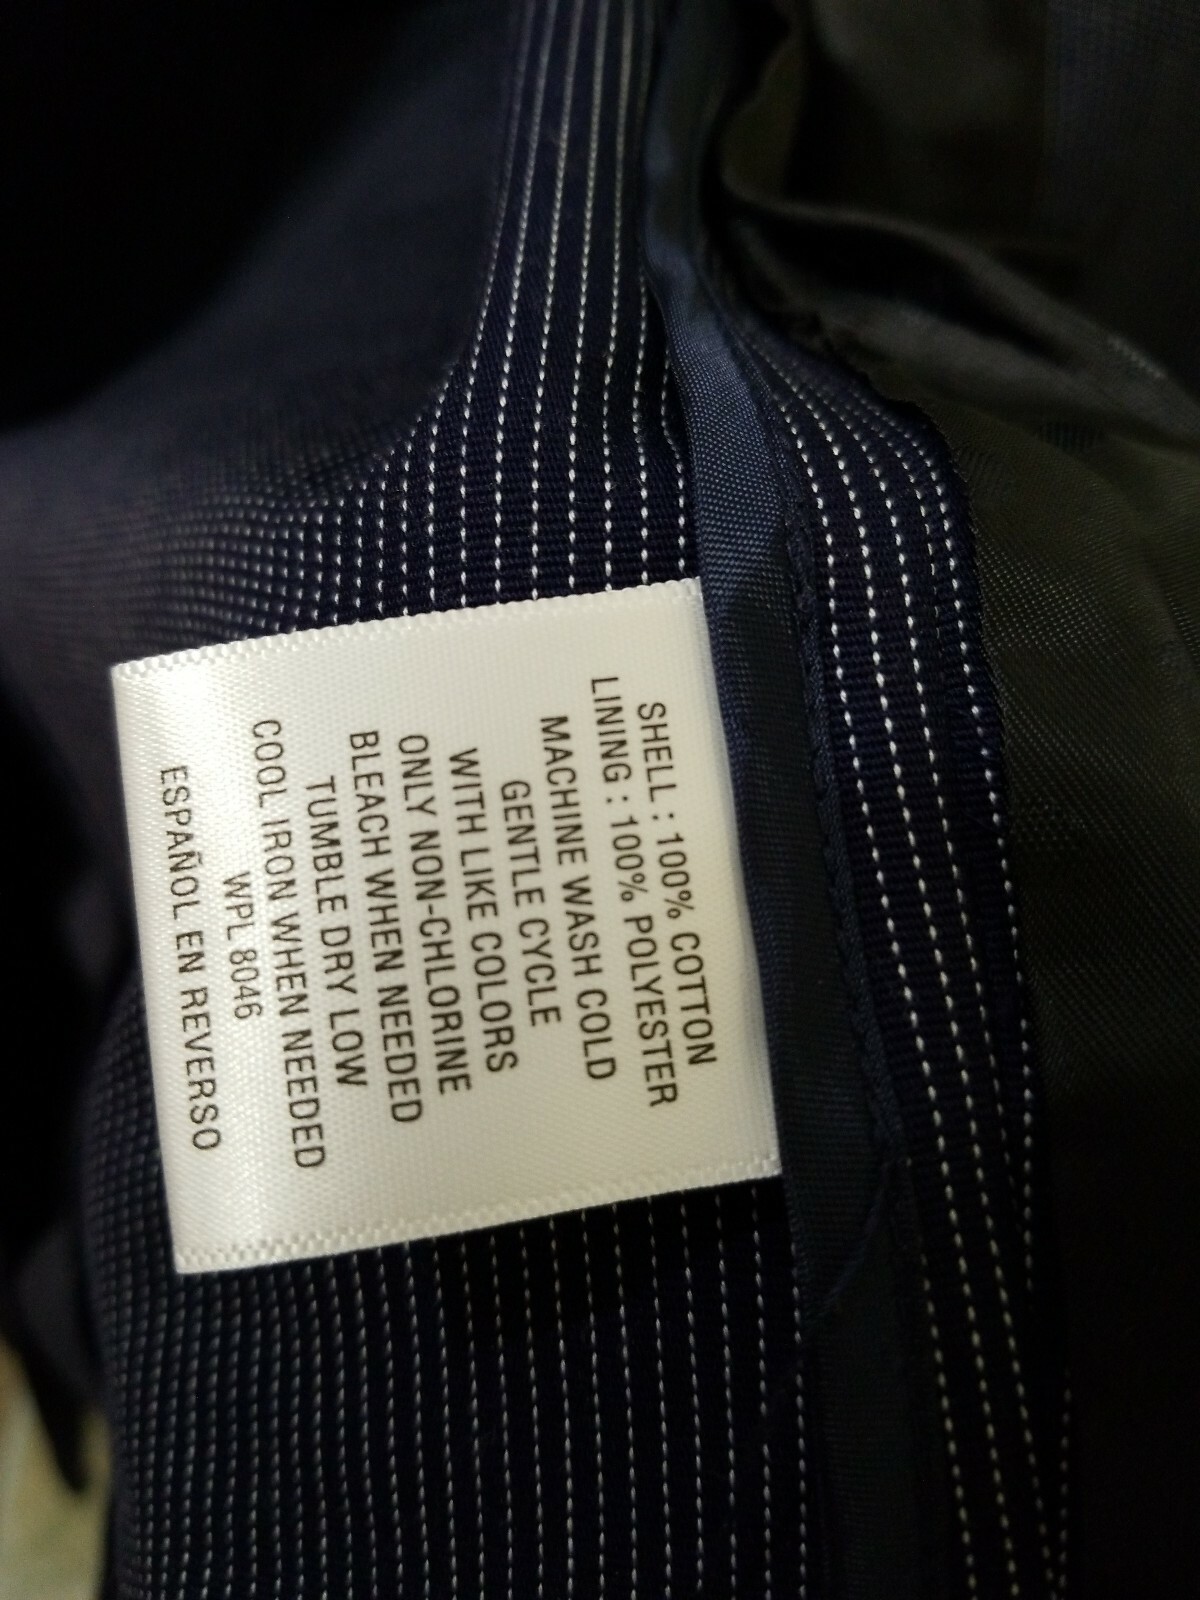 SHELL : 100% COTTON
LINING : 100% POLYESTER
MACHINE WASH COLD
GENTLE CYCLE
WITH LIKE COLORS
ONLY NON-CHLORINE
BLEACH WHEN NEEDED
TUMBLE DRY LOW
COOL IRON WHEN NEEDED
WPL 8046
ESPAÑOL EN REVERSO